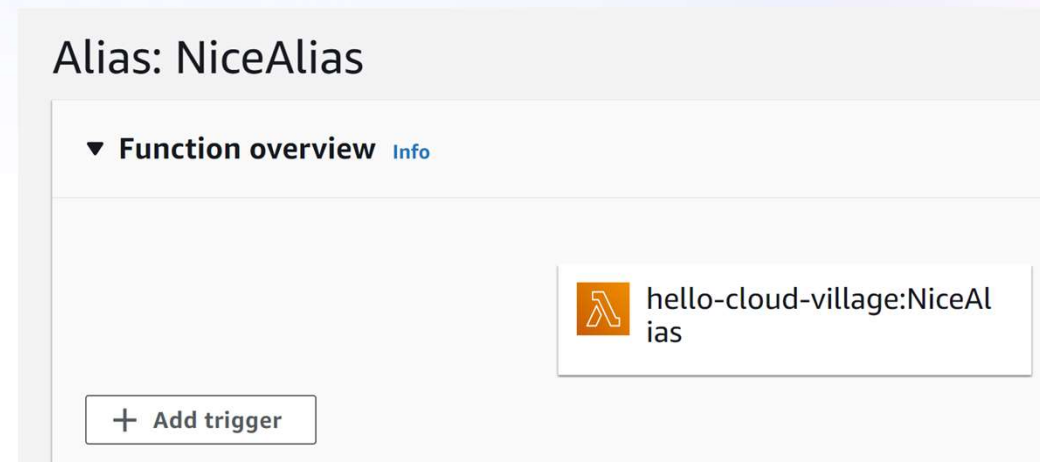 Alias: NiceAlias
Function overview Info
hello-cloud-village:NiceAl
ias
Add trigger